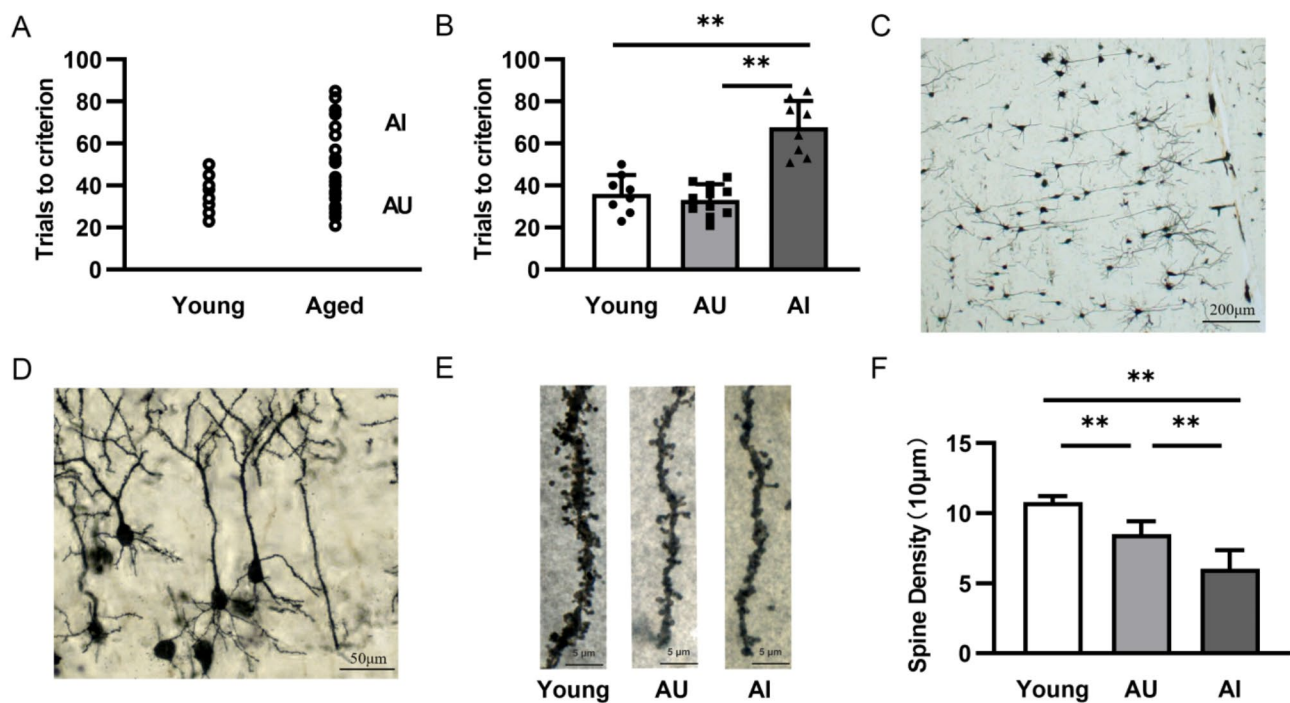 A
Trials to criterion
100
80
60
40
20
0
AI
AU
Young Aged
B
Trials to criterion
100
80
60
40
20
0
**
**
Young AU AI
C
200μm
D
50μm
E
5 μm 5 μm 5 μm
Young AU AI
F
Spine Density (10μm)
15
10
5
0
**
** **
Young AU AI